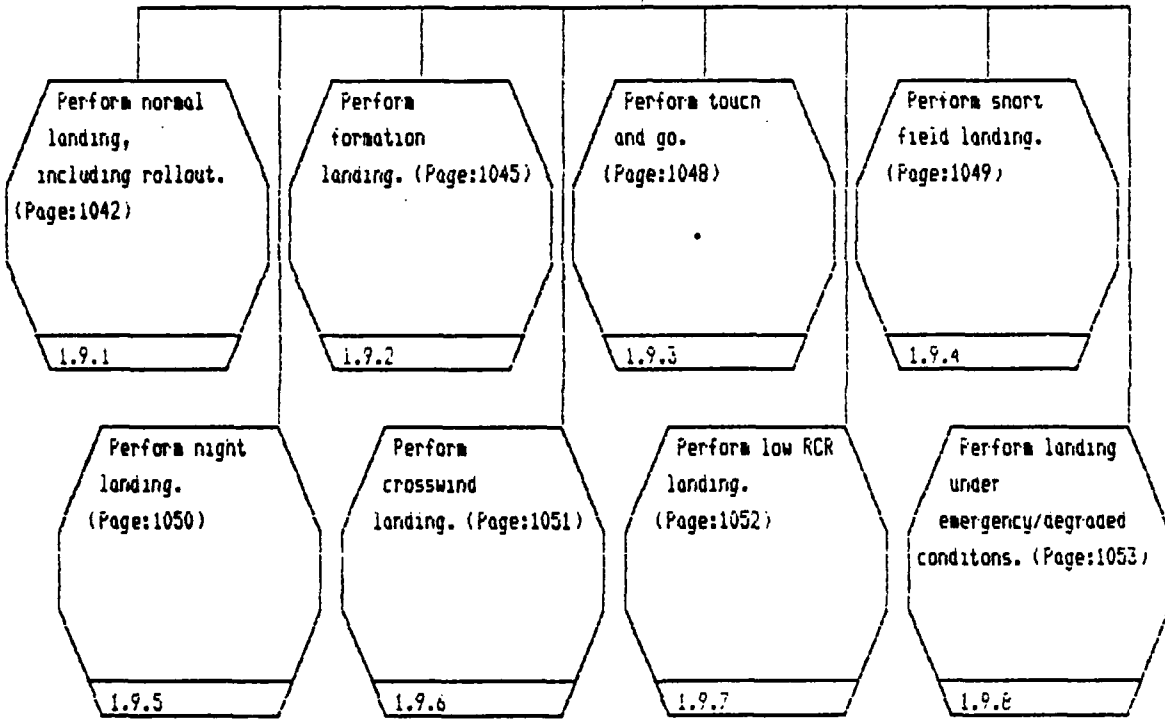 Perform normal
landing,
including rollout.
(Page:1042)
1.9.1
Perform
formation
landing. (Page:1045)
1.9.2
Perform touch
and go.
(Page:1048)
1.9.3
Perform short
field landing.
(Page:1049)
1.9.4
Perform night
landing.
(Page:1050)
1.9.5
Perform
crosswind
landing. (Page:1051)
1.9.6
Perform low RCR
landing.
(Page:1052)
1.9.7
Perform landing
under
emergency/degraded
conditons. (Page:1053)
1.9.8